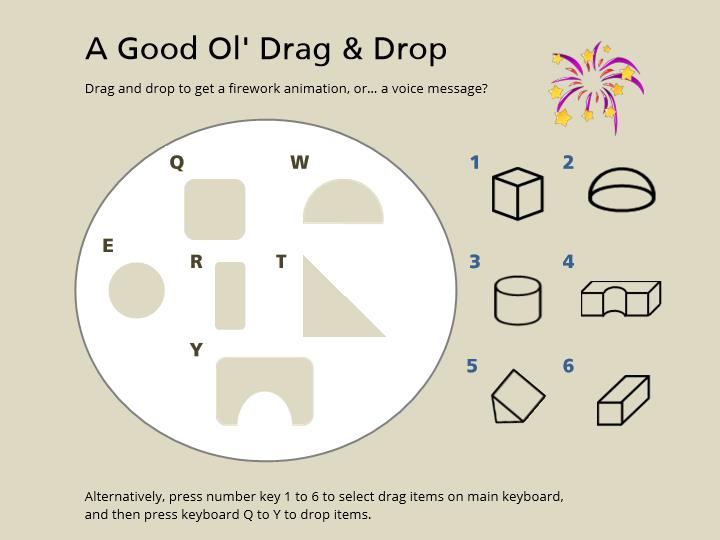 A Good Ol' Drag & Drop
Drag and drop to get a firework animation, or... a voice message?
Q
W
1
2
E
R
T
3
4
Y
5
6
Alternatively, press number key 1 to 6 to select drag items on main keyboard,
and then press keyboard Q to Y to drop items.